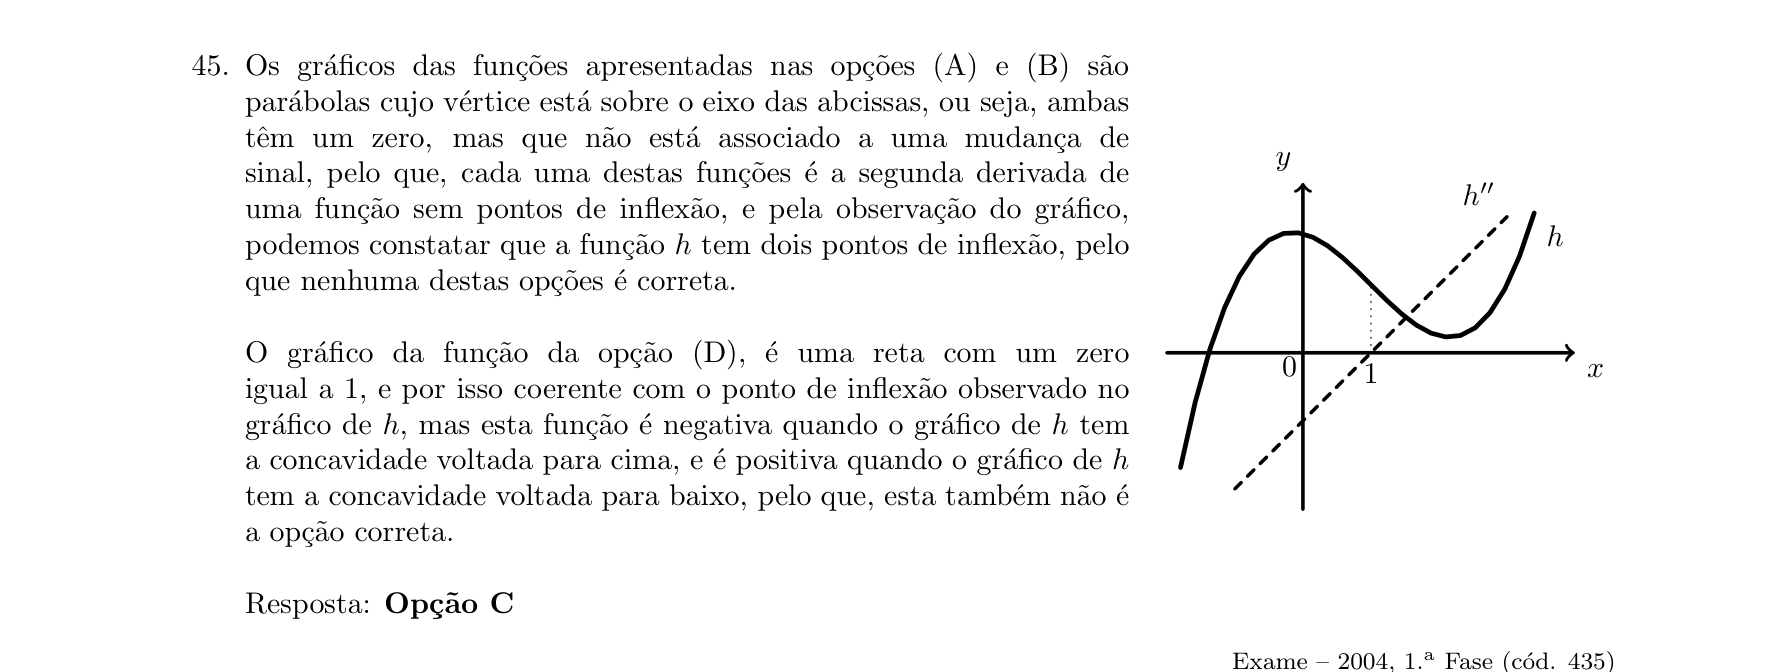 45. Os gráficos das funções apresentadas nas opções (A) e (B) são
parábolas cujo vértice está sobre o eixo das abcissas, ou seja, ambas
têm um zero, mas que não está associado a uma mudança de
sinal, pelo que, cada uma destas funções é a segunda derivada de
uma função sem pontos de inflexão, e pela observação do gráfico,
podemos constatar que a função h tem dois pontos de inflexão, pelo
que nenhuma destas opções é correta.
O gráfico da função da opção (D), é uma reta com um zero
igual a 1, e por isso coerente com o ponto de inflexão observado no
gráfico de h, mas esta função é negativa quando o gráfico de h tem
a concavidade voltada para cima, e é positiva quando o gráfico de h
tem a concavidade voltada para baixo, pelo que, esta também não é
a opção correta.
Resposta: Opção C
y
h''
h
0
1
x
Exame – 2004, 1.ª Fase (cód. 435)